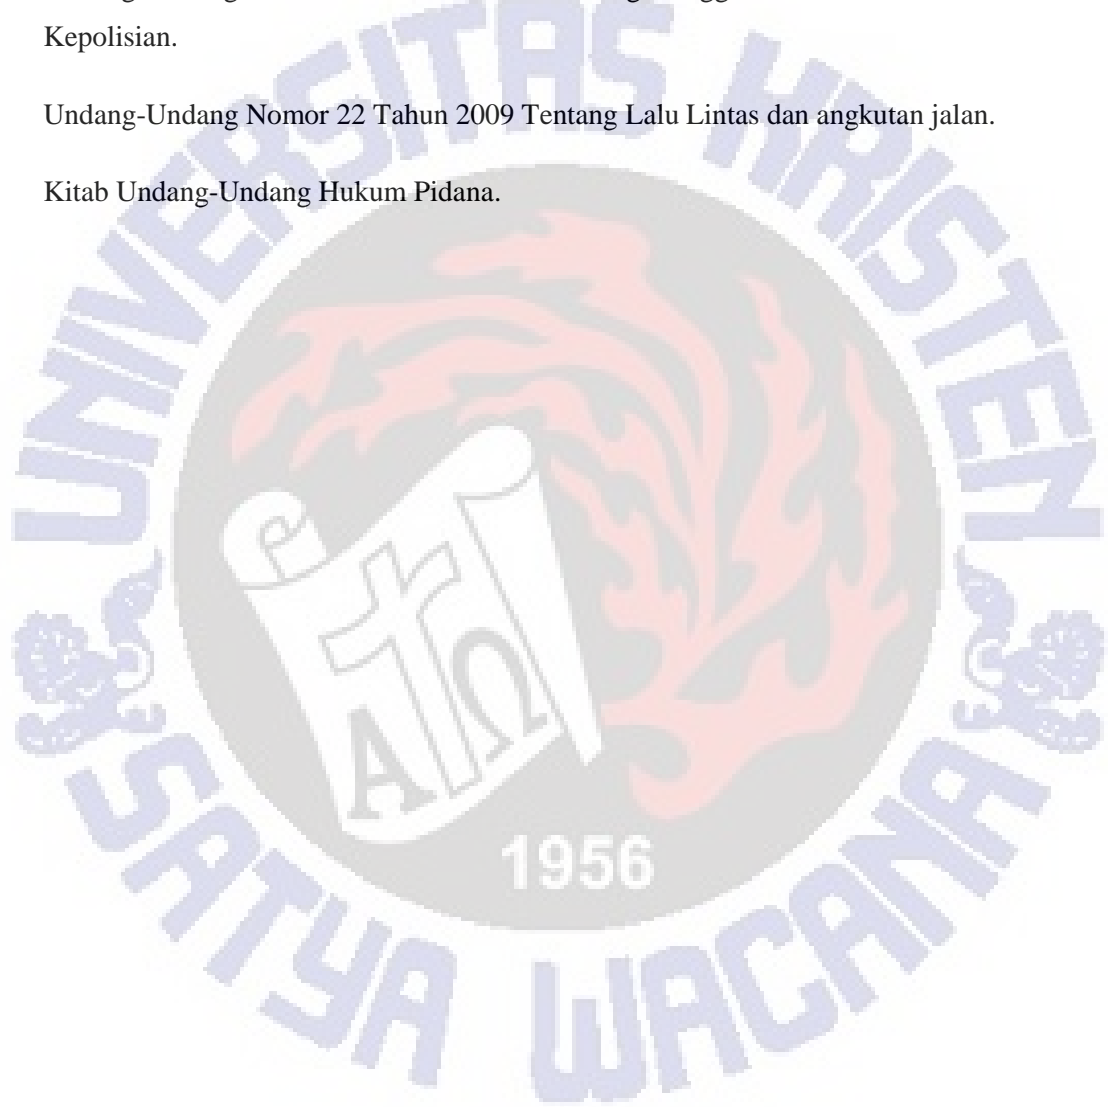 Kepolisian.
Undang-Undang Nomor 22 Tahun 2009 Tentang Lalu Lintas dan angkutan jalan.
Kitab Undang-Undang Hukum Pidana.
UNIVERSITAS KRISTEN
Α Ω
1956
SATYA WACANA